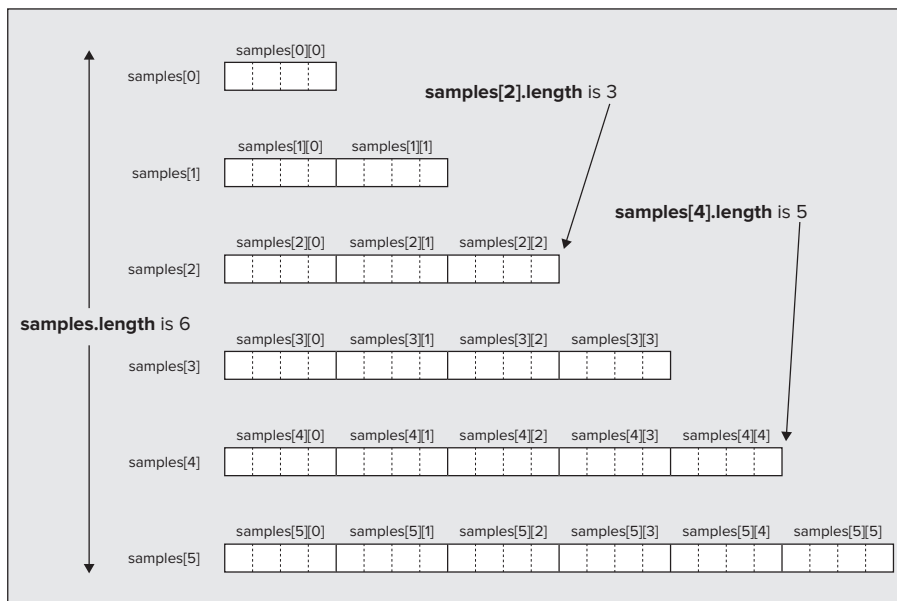 samples[0][0]
samples[0]
samples[2].length is 3
samples[1][0] samples[1][1]
samples[1]
samples[4].length is 5
samples[2][0] samples[2][1] samples[2][2]
samples[2]
samples.length is 6
samples[3][0] samples[3][1] samples[3][2] samples[3][3]
samples[3]
samples[4][0] samples[4][1] samples[4][2] samples[4][3] samples[4][4]
samples[4]
samples[5][0] samples[5][1] samples[5][2] samples[5][3] samples[5][4] samples[5][5]
samples[5]